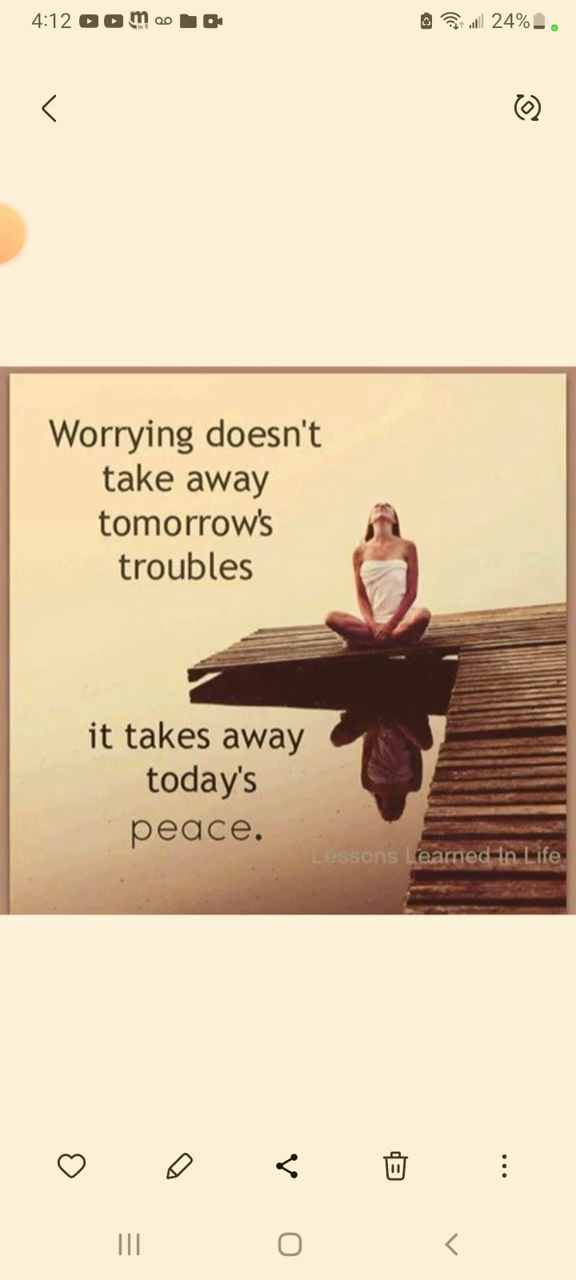 4:12
24%
Worrying doesn't
take away
tomorrow's
troubles
it takes away
today's
peace.
Lessons Learned In Life